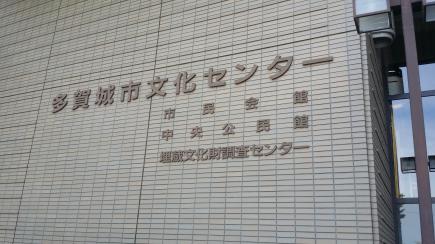 多賀城市文化センター
市民会館
中央公民館
埋蔵文化財調査センター